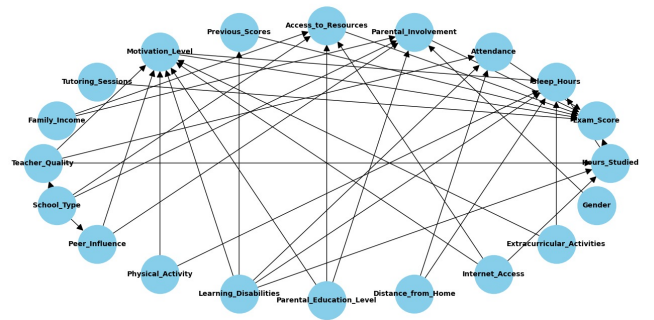 Access_to_Resources
Previous_Scores
Parental_Involvement
Motivation_Level
Attendance
Tutoring_Sessions
Sleep_Hours
Family_Income
Exam_Score
Teacher_Quality
Hours_Studied
School_Type
Gender
Peer_Influence
Extracurricular_Activities
Physical_Activity
Internet_Access
Learning_Disabilities
Parental_Education_Level
Distance_from_Home